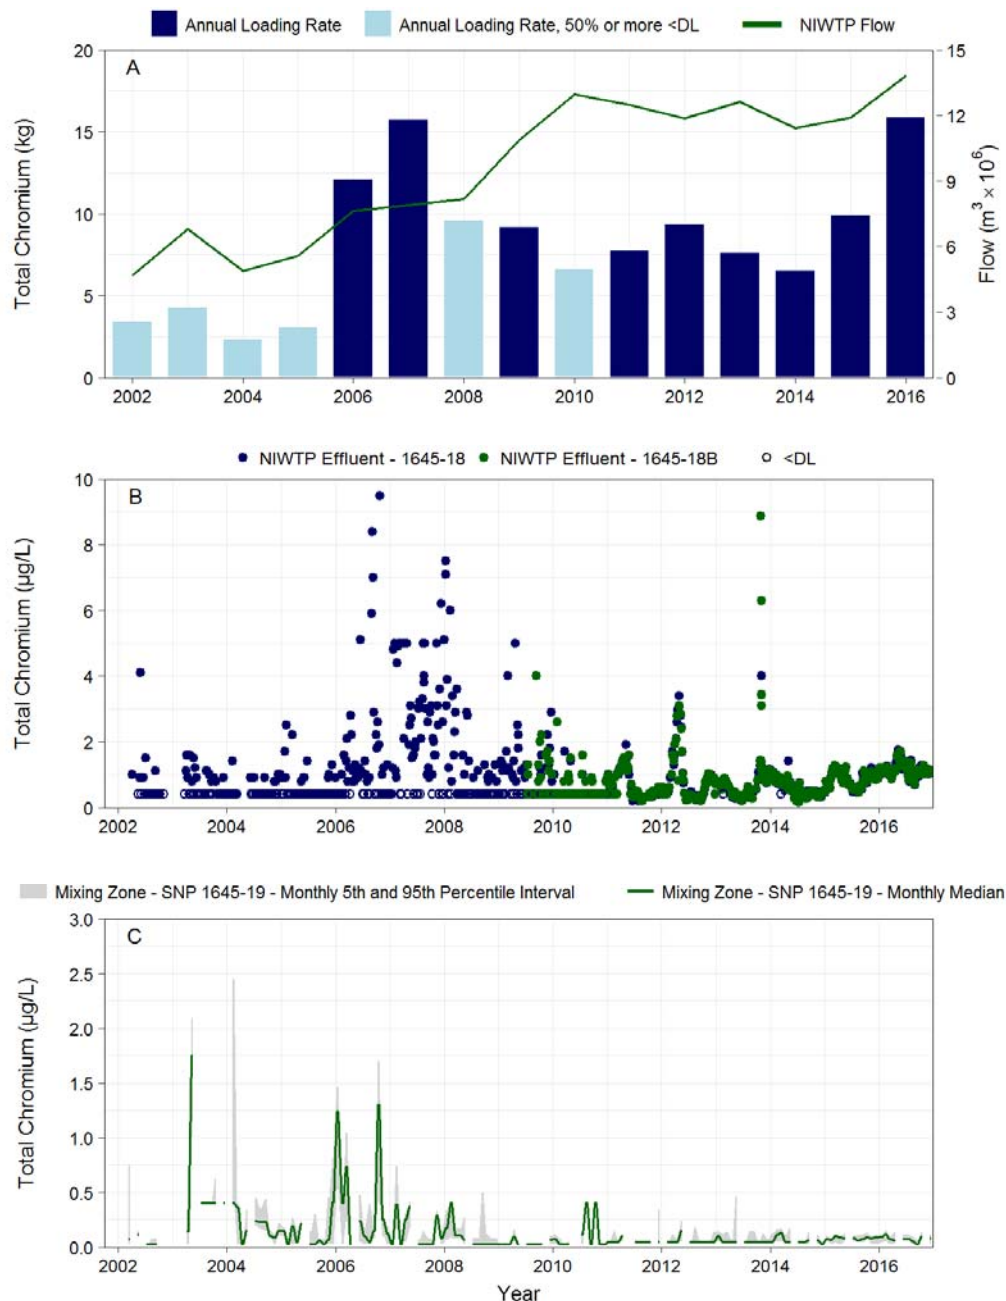 Annual Loading Rate Annual Loading Rate, 50% or more <DL NIWTP Flow
A
Total Chromium (kg)
20
15
10
5
0
Flow (m³ × 10⁶)
15
12
9
6
3
0
2002 2004 2006 2008 2010 2012 2014 2016
NIWTP Effluent - 1645-18 NIWTP Effluent - 1645-18B <DL
B
Total Chromium (µg/L)
10
8
6
4
2
0
2002 2004 2006 2008 2010 2012 2014 2016
Mixing Zone - SNP 1645-19 - Monthly 5th and 95th Percentile Interval Mixing Zone - SNP 1645-19 - Monthly Median
C
Total Chromium (µg/L)
3.0
2.5
2.0
1.5
1.0
0.5
0.0
2002 2004 2006 2008 2010 2012 2014 2016
Year